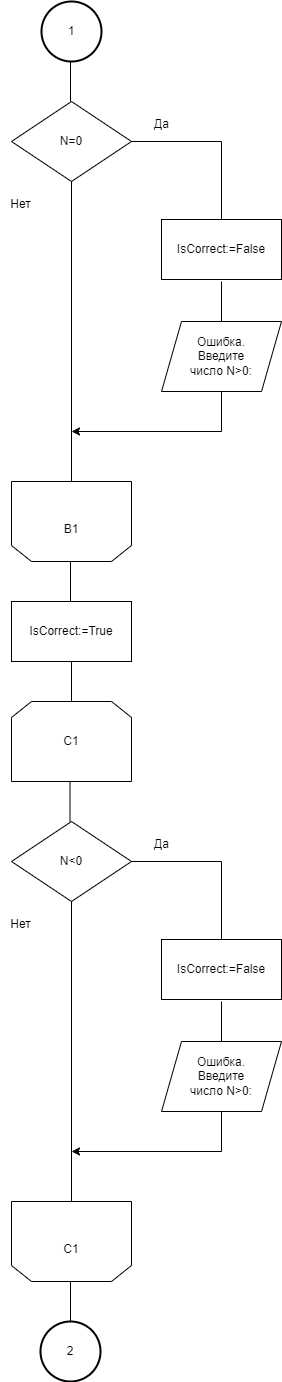 1
N=0
Да
Нет
IsCorrect:=False
Ошибка.
Введите
число N>0:
B1
IsCorrect:=True
C1
N<0
Да
Нет
IsCorrect:=False
Ошибка.
Введите
число N>0:
C1
2